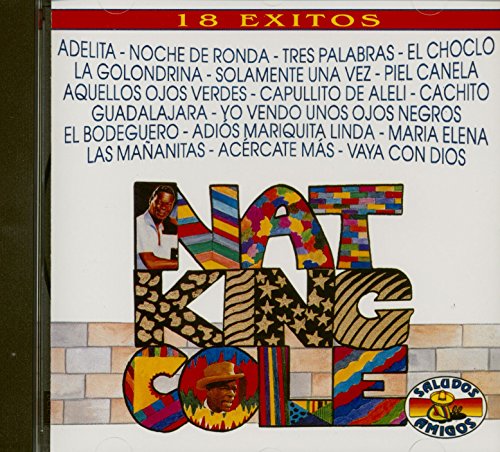 18 EXITOS
ADELITA - NOCHE DE RONDA - TRES PALABRAS - EL CHOCLO
LA GOLONDRINA - SOLAMENTE UNA VEZ - PIEL CANELA
AQUELLOS OJOS VERDES - CAPULLITO DE ALELI - CACHITO
GUADALAJARA - YO VENDO UNOS OJOS NEGROS
EL BODEGUERO - ADIÓS MARIQUITA LINDA - MARIA ELENA
LAS MAÑANITAS - ACÉRCATE MÁS - VAYA CON DIOS
NAT
KING
COLE
SALUDOS
AMIGOS